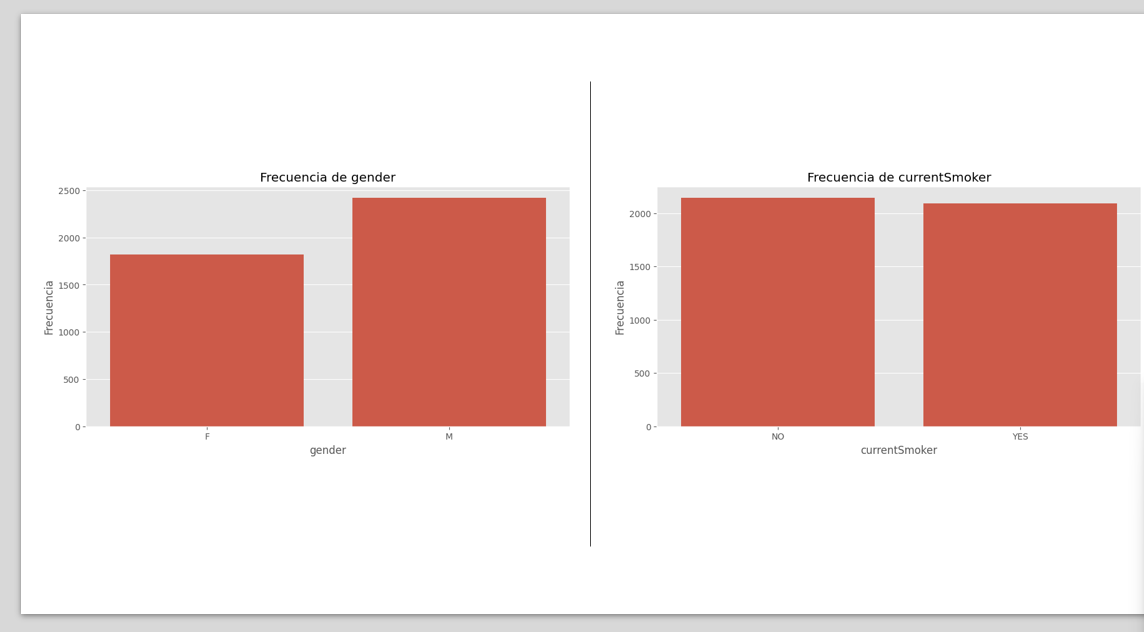 Frecuencia de gender
2500
2000
1500
1000
500
0
Frecuencia
F M
gender
Frecuencia de currentSmoker
2000
1500
1000
500
0
Frecuencia
NO YES
currentSmoker